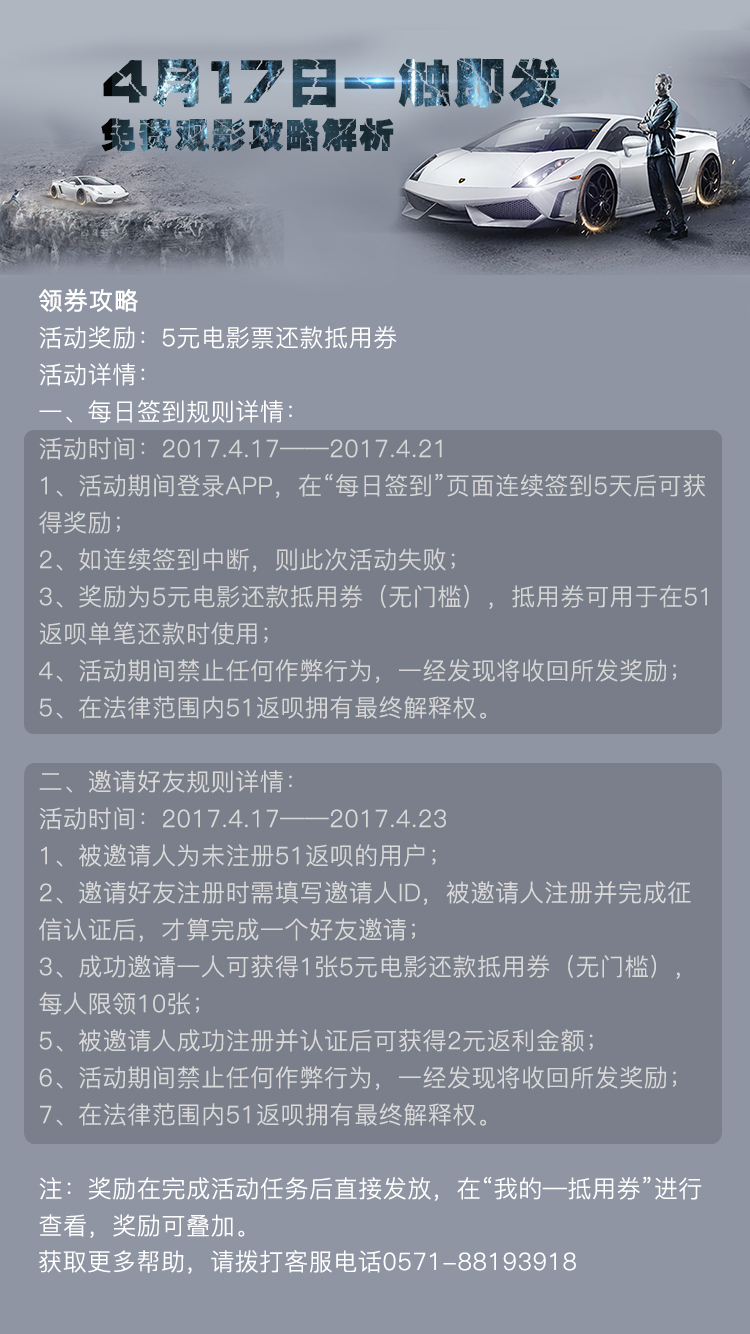 4月17日一触即发
免费观影攻略解析
领券攻略
活动奖励：5元电影票还款抵用券
活动详情：
一、每日签到规则详情：
活动时间：2017.4.17——2017.4.21
1、活动期间登录APP，在“每日签到”页面连续签到5天后可获
得奖励；
2、如连续签到中断，则此次活动失败；
3、奖励为5元电影还款抵用券（无门槛），抵用券可用于在51
返呗单笔还款时使用；
4、活动期间禁止任何作弊行为，一经发现将收回所发奖励；
5、在法律范围内51返呗拥有最终解释权。
二、邀请好友规则详情：
活动时间：2017.4.17——2017.4.23
1、被邀请人为未注册51返呗的用户；
2、邀请好友注册时需填写邀请人ID，被邀请人注册并完成征
信认证后，才算完成一个好友邀请；
3、成功邀请一人可获得1张5元电影还款抵用券（无门槛），
每人限领10张；
5、被邀请人成功注册并认证后可获得2元返利金额；
6、活动期间禁止任何作弊行为，一经发现将收回所发奖励；
7、在法律范围内51返呗拥有最终解释权。
注：奖励在完成活动任务后直接发放，在“我的—抵用券”进行
查看，奖励可叠加。
获取更多帮助，请拨打客服电话0571-88193918